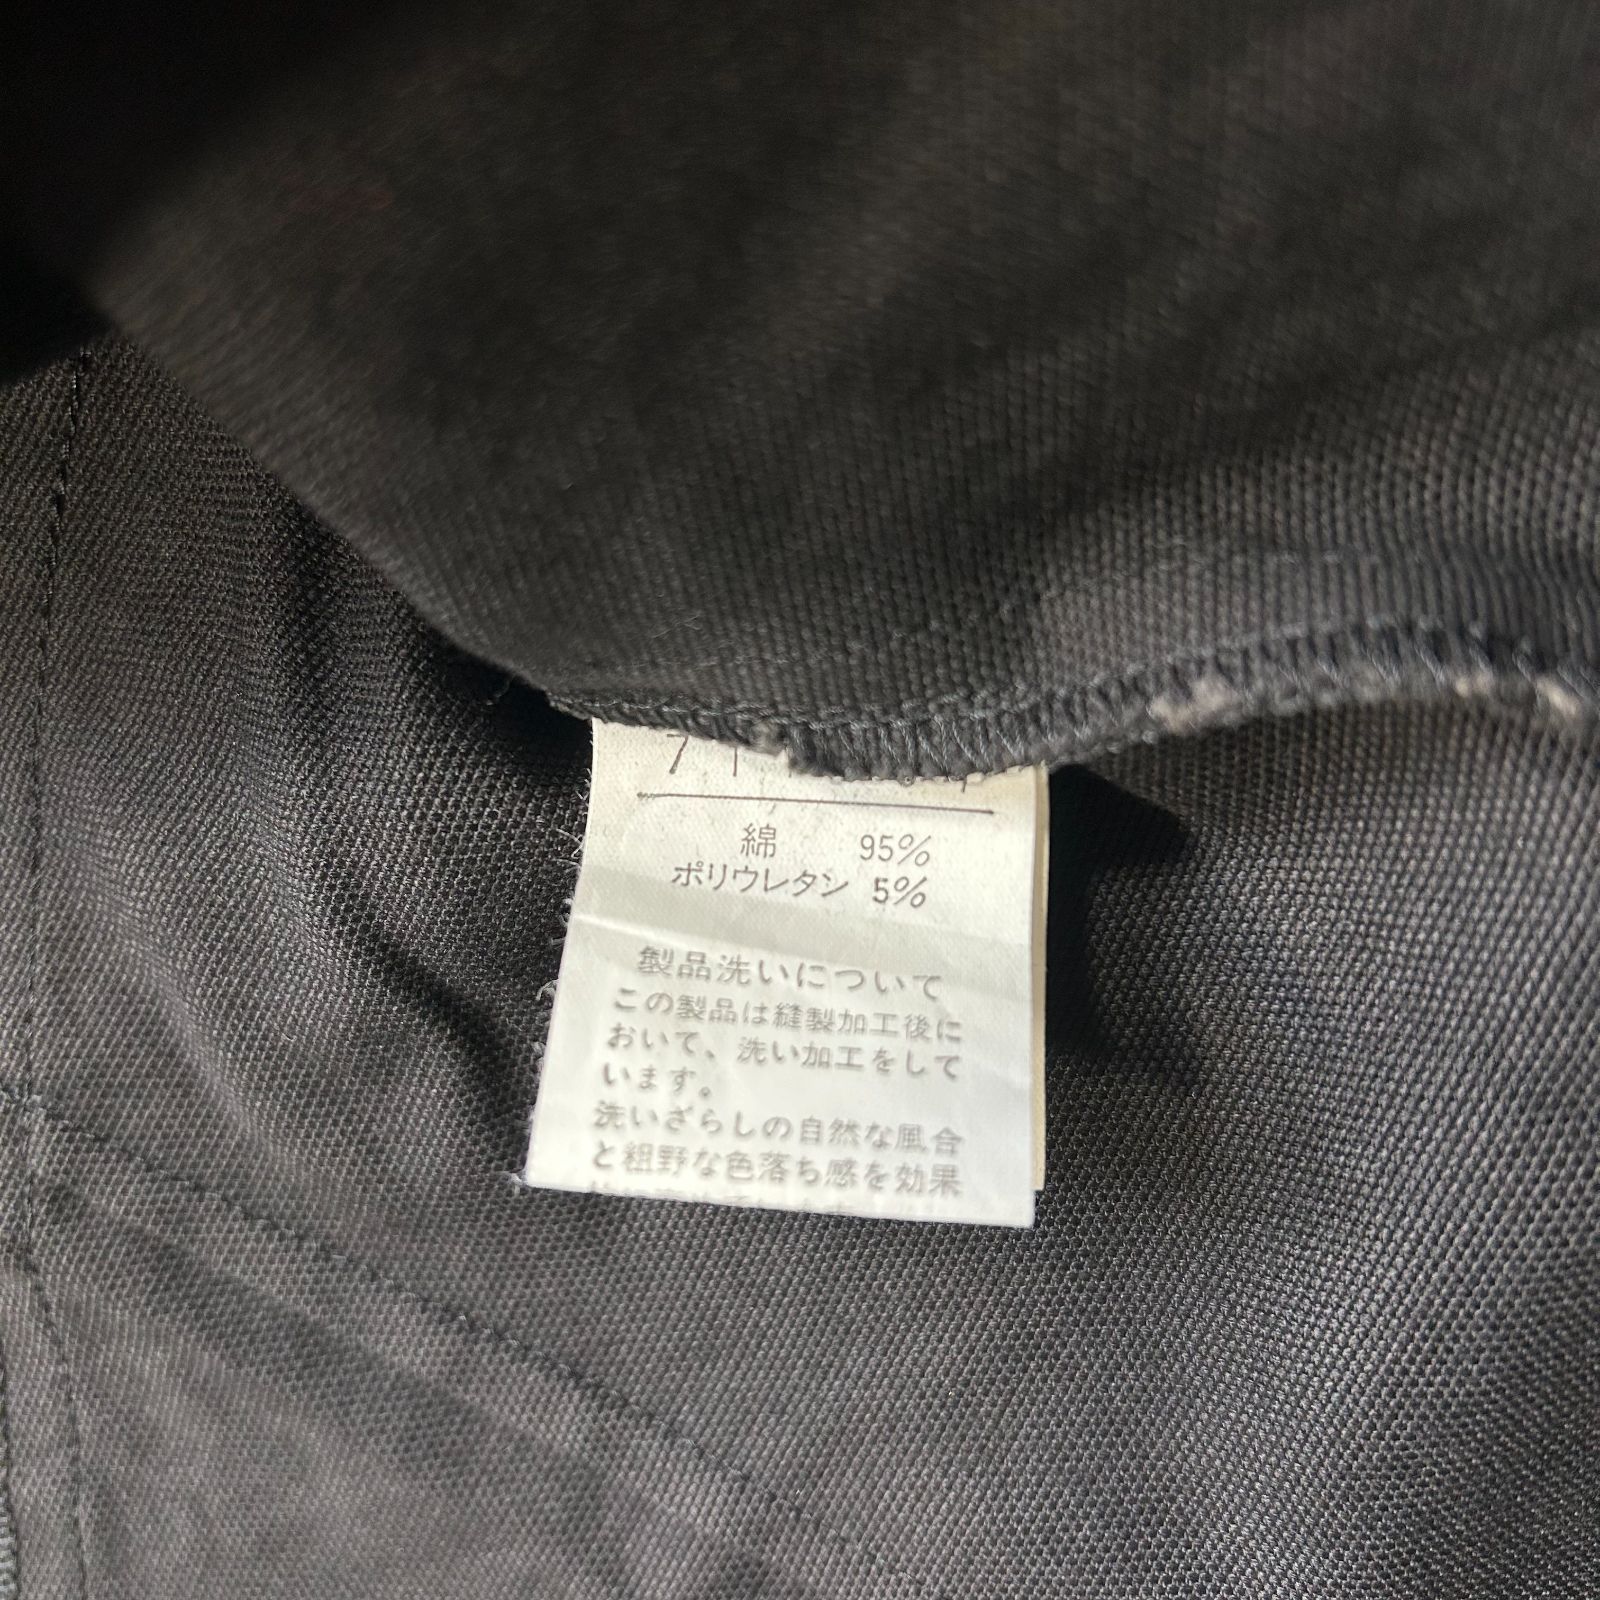 綿 95%
ポリウレタン 5%
製品洗いについて
この製品は縫製加工後に
おいて、洗い加工をして
います。
洗いざらしの自然な風合
と粗野な色落ち感を効果